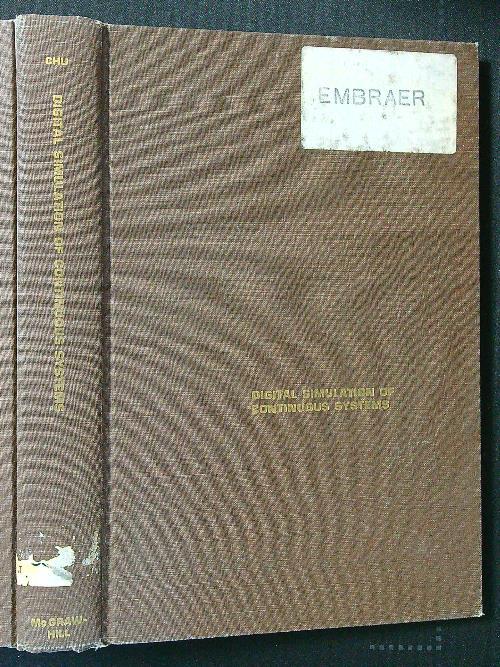 CHU
DIGITAL SIMULATION OF CONTINUOUS SYSTEMS
McGRAW-
HILL
EMBRAER
DIGITAL SIMULATION OF
CONTINUOUS SYSTEMS